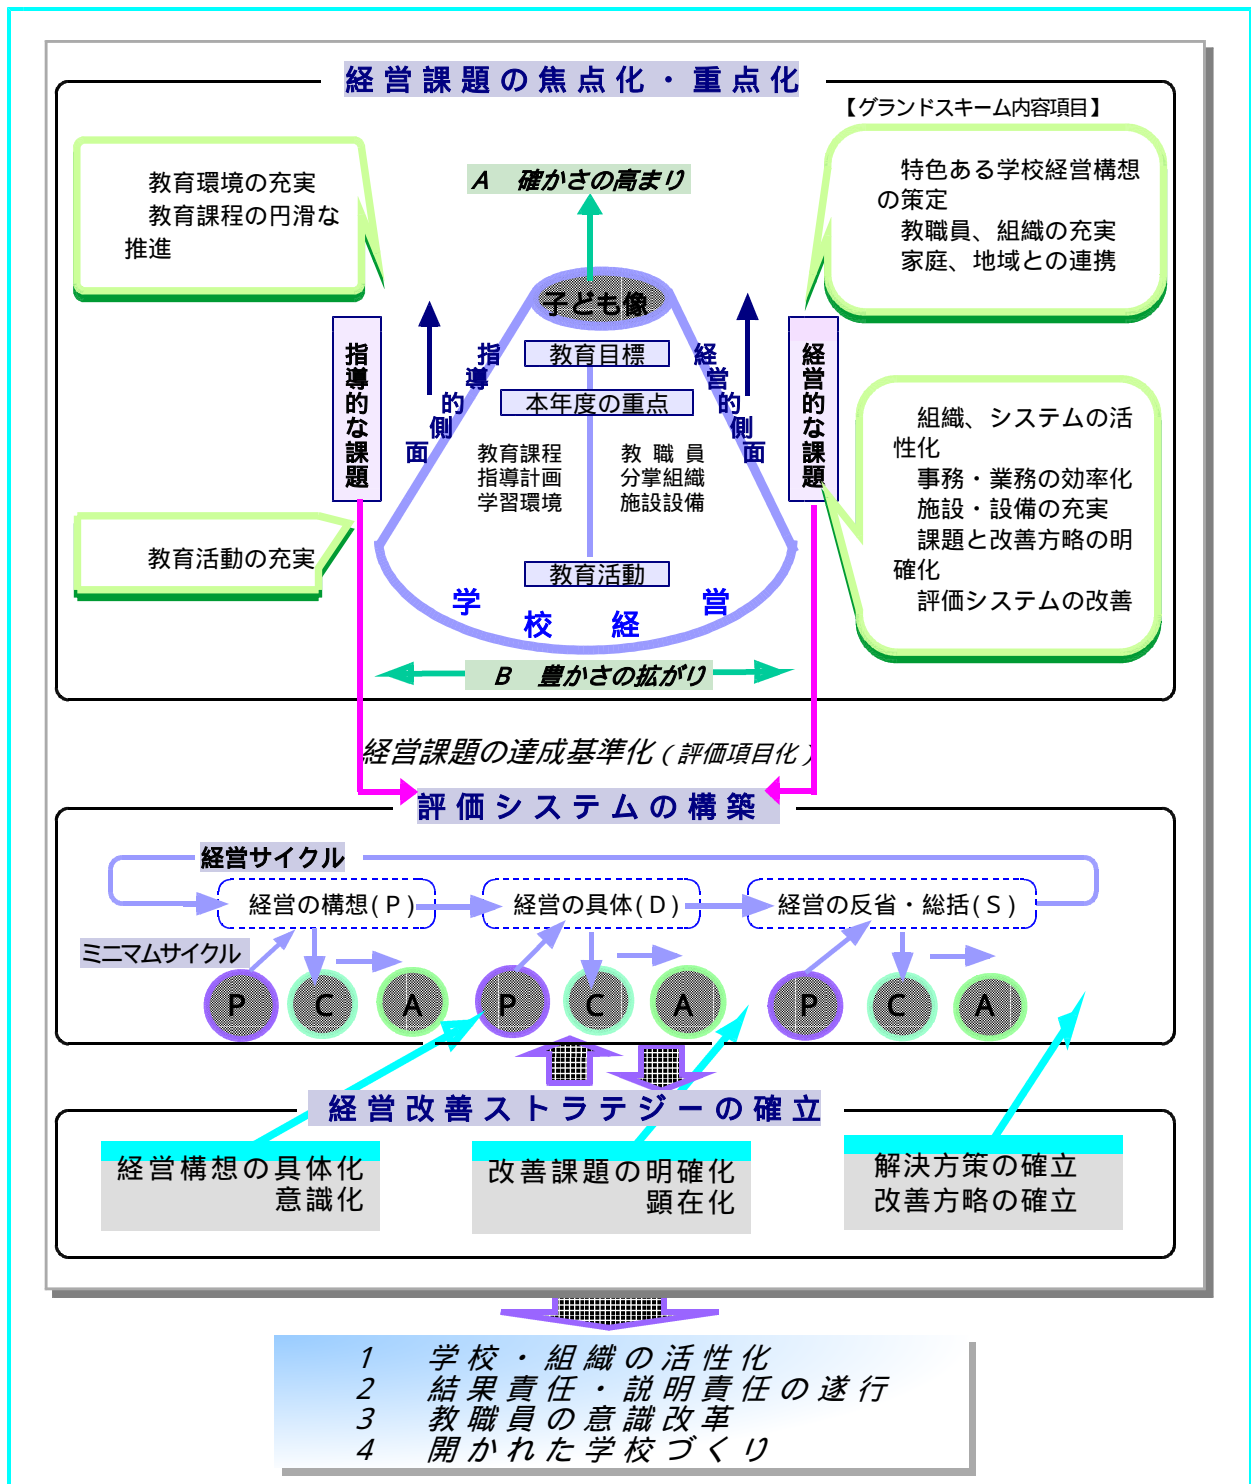 経営課題の焦点化・重点化
【グランドスキーム内容項目】
教育環境の充実
教育課程の円滑な
推進
A 確かさの高まり
特色ある学校経営構想
の策定
教職員、組織の充実
家庭、地域との連携
子ども像
指導的な課題
指導的側面
教育目標
本年度の重点
経営的側面
経営的な課題
教育課程
指導計画
学習環境
教職員
分掌組織
施設設備
組織、システムの活
性化
事務・業務の効率化
施設・設備の充実
課題と改善方略の明
確化
評価システムの改善
教育活動の充実
教育活動
学校経営
B 豊かさの拡がり
経営課題の達成基準化(評価項目化)
評価システムの構築
経営サイクル
経営の構想(P)
経営の具体(D)
経営の反省・総括(S)
ミニマムサイクル
P C A P C A P C A
経営改善ストラテジーの確立
経営構想の具体化
意識化
改善課題の明確化
顕在化
解決方策の確立
改善方略の確立
1 学校・組織の活性化
2 結果責任・説明責任の遂行
3 教職員の意識改革
4 開かれた学校づくり